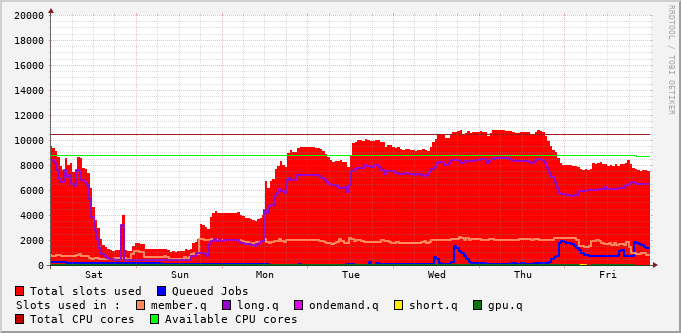 RRDTOOL / TOBI OETIKER
20000
18000
16000
14000
12000
10000
8000
6000
4000
2000
0
Sat Sun Mon Tue Wed Thu Fri
Total slots used Queued Jobs
Slots used in : member.q long.q ondemand.q short.q gpu.q
Total CPU cores Available CPU cores